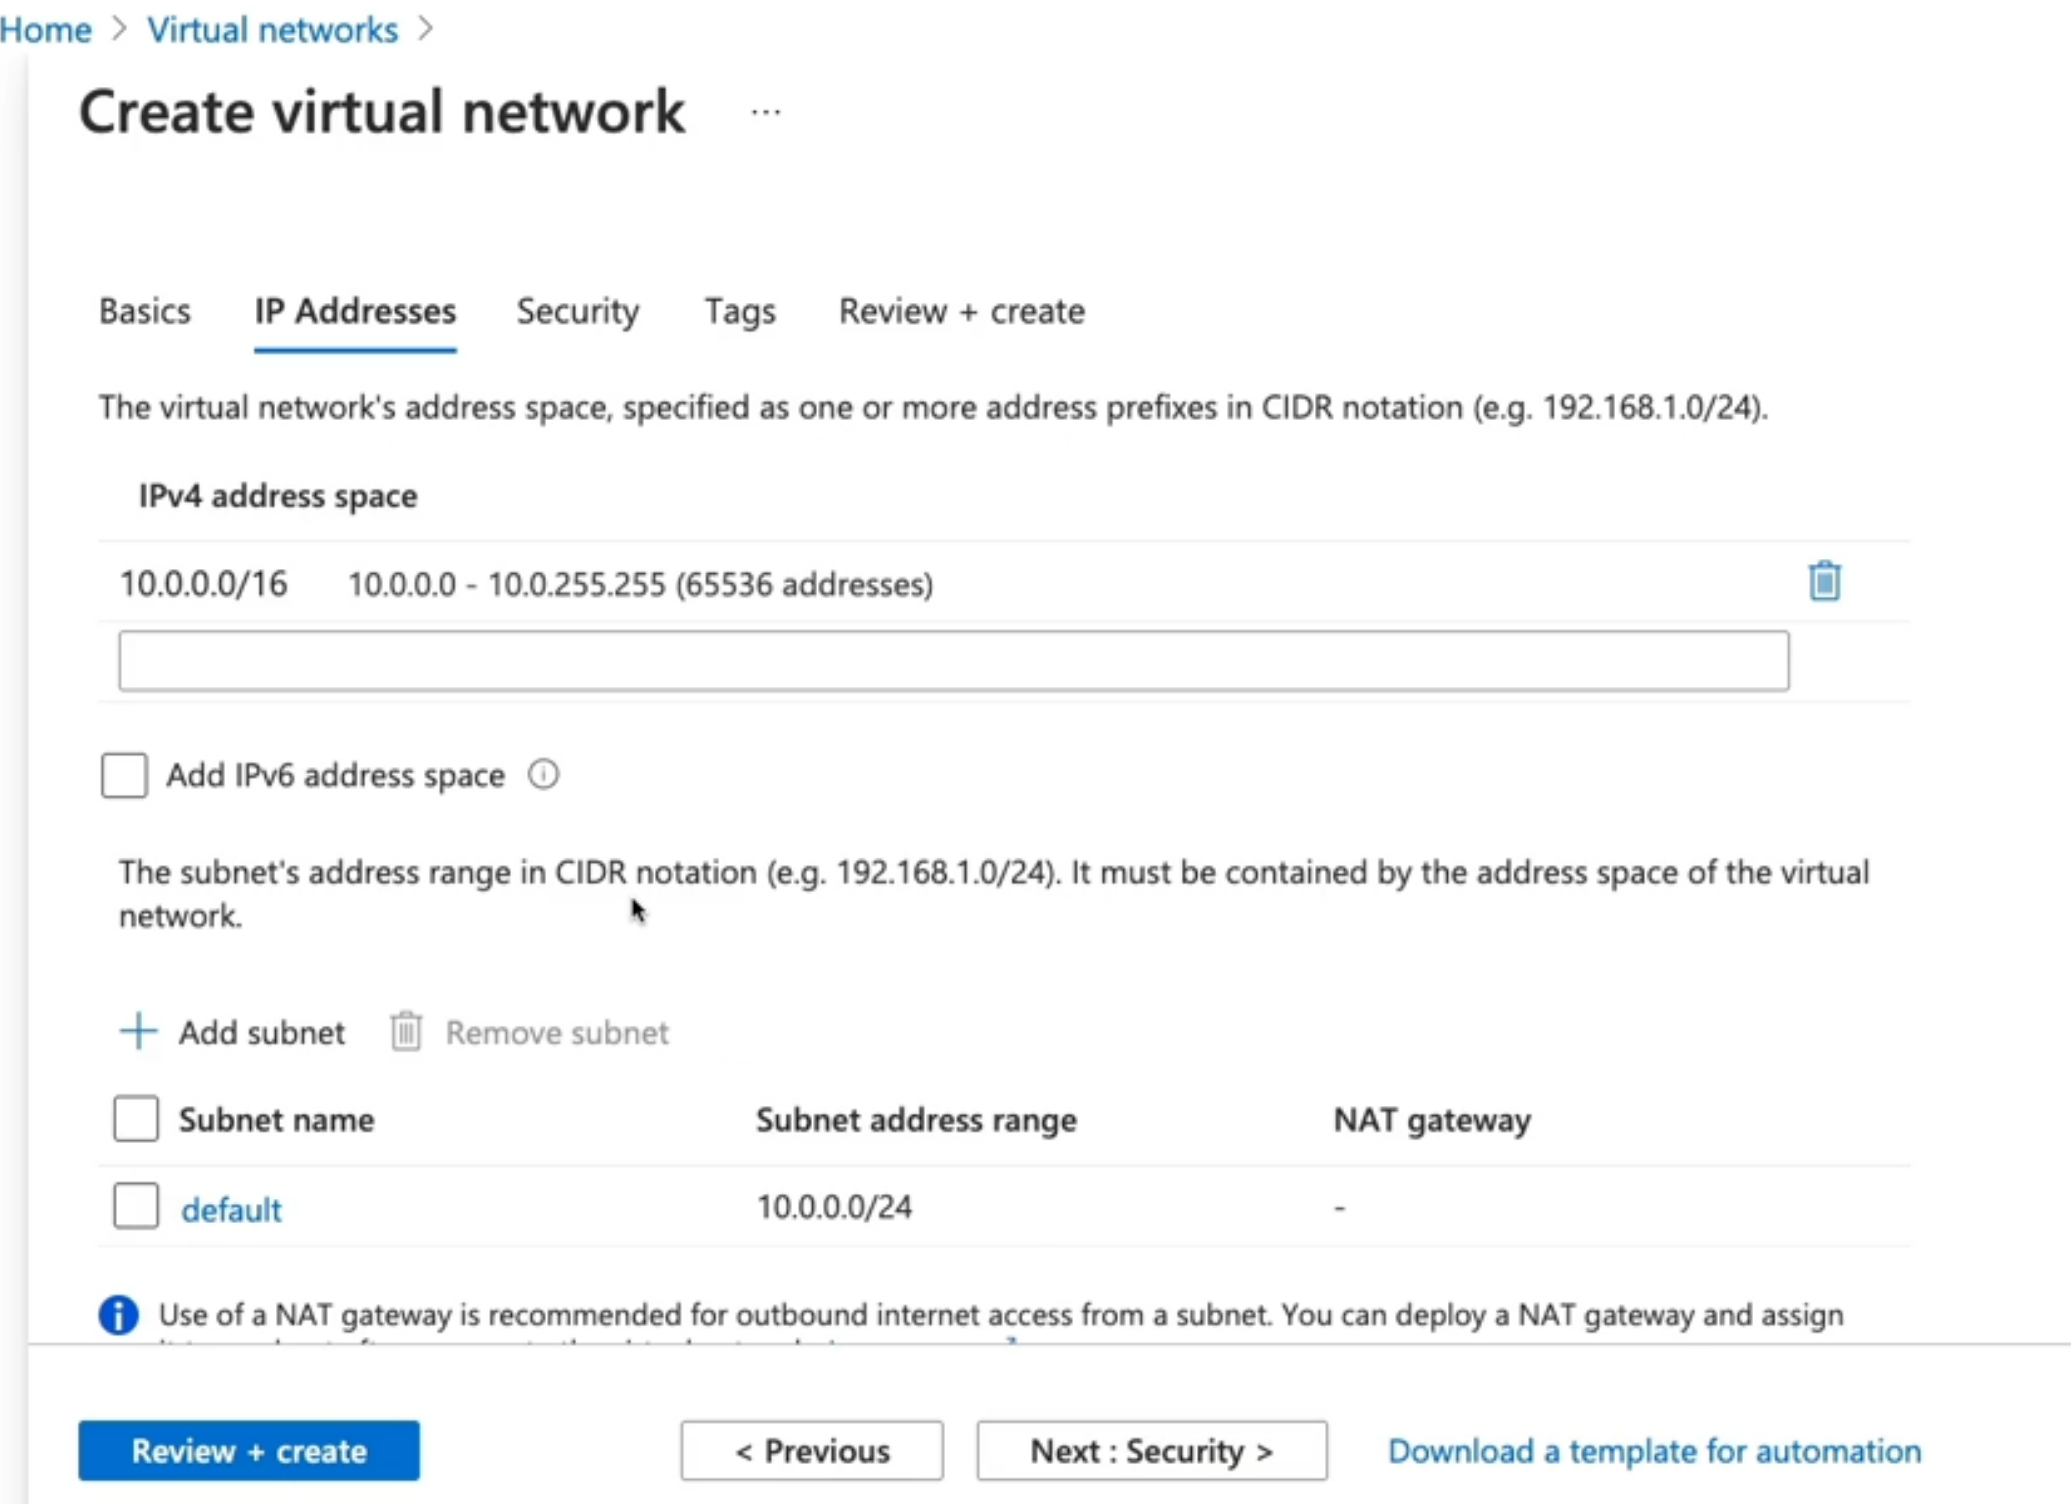 Home > Virtual networks >
Create virtual network ...
Basics IP Addresses Security Tags Review + create
The virtual network's address space, specified as one or more address prefixes in CIDR notation (e.g. 192.168.1.0/24).
IPv4 address space
10.0.0.0/16 10.0.0.0 - 10.0.255.255 (65536 addresses)
Add IPv6 address space
The subnet's address range in CIDR notation (e.g. 192.168.1.0/24). It must be contained by the address space of the virtual
network.
+ Add subnet Remove subnet
Subnet name Subnet address range NAT gateway
default 10.0.0.0/24 -
Use of a NAT gateway is recommended for outbound internet access from a subnet. You can deploy a NAT gateway and assign
Review + create < Previous Next : Security > Download a template for automation